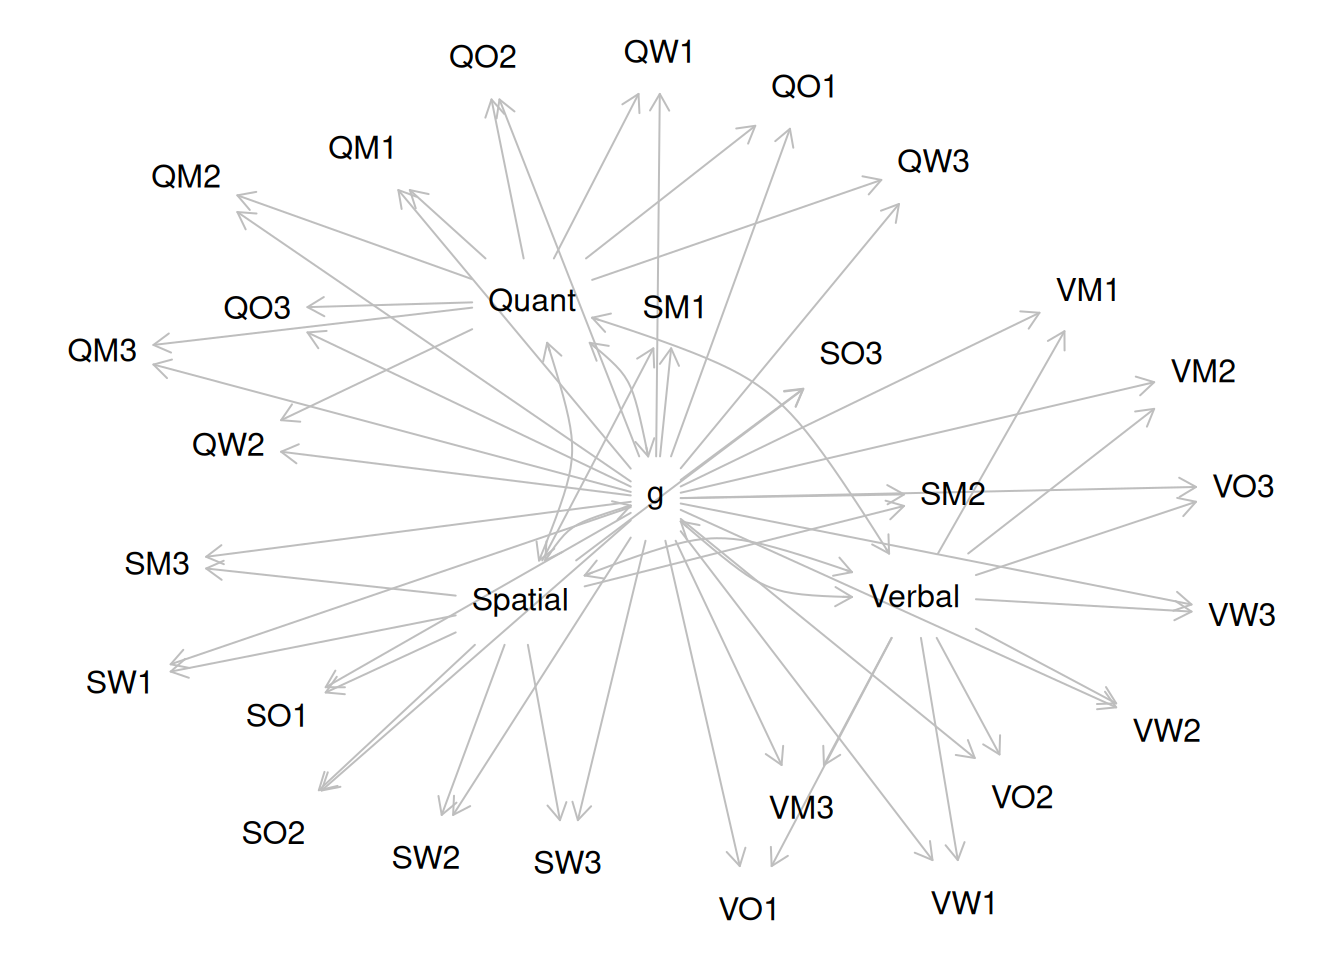 QW1
QO2
QO1
QM1
QW3
QM2
VM1
Quant
SM1
QO3
QM3
SO3
VM2
QW2
VO3
g
SM2
SM3
Verbal
Spatial
VW3
SW1
SO1
VW2
VO2
VM3
SO2
SW2
SW3
VW1
VO1